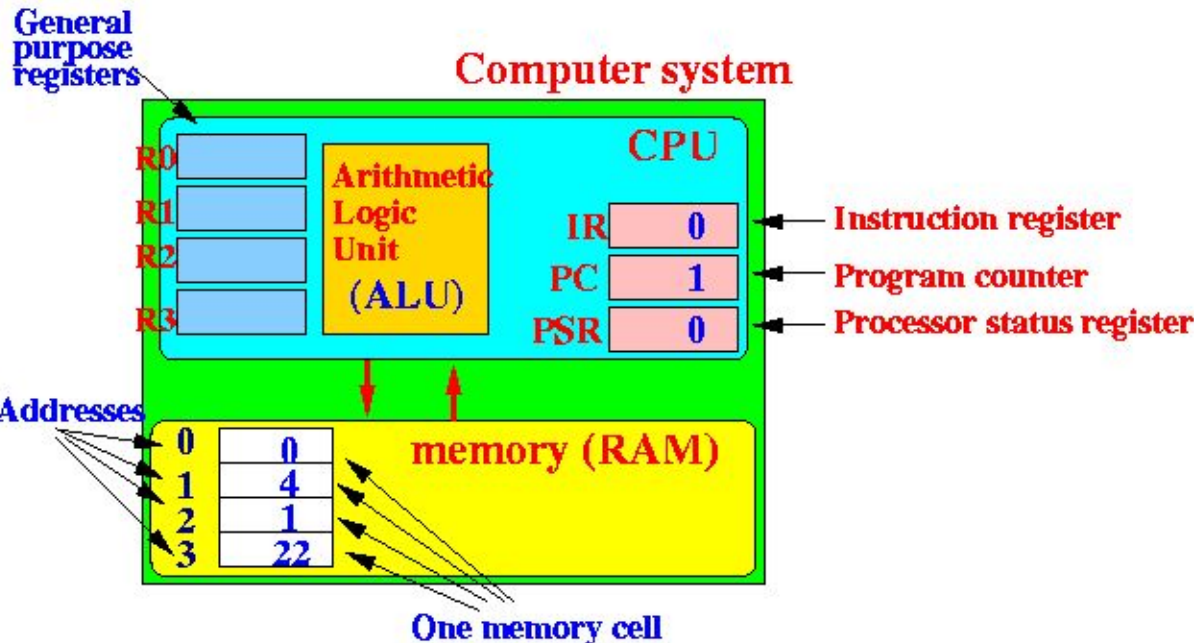 General
purpose
registers
Computer system
CPU
R0
R1
R2
R3
Arithmetic
Logic
Unit
(ALU)
IR 0
PC 1
PSR 0
Instruction register
Program counter
Processor status register
Addresses
memory (RAM)
0 0
1 4
2 1
3 22
One memory cell